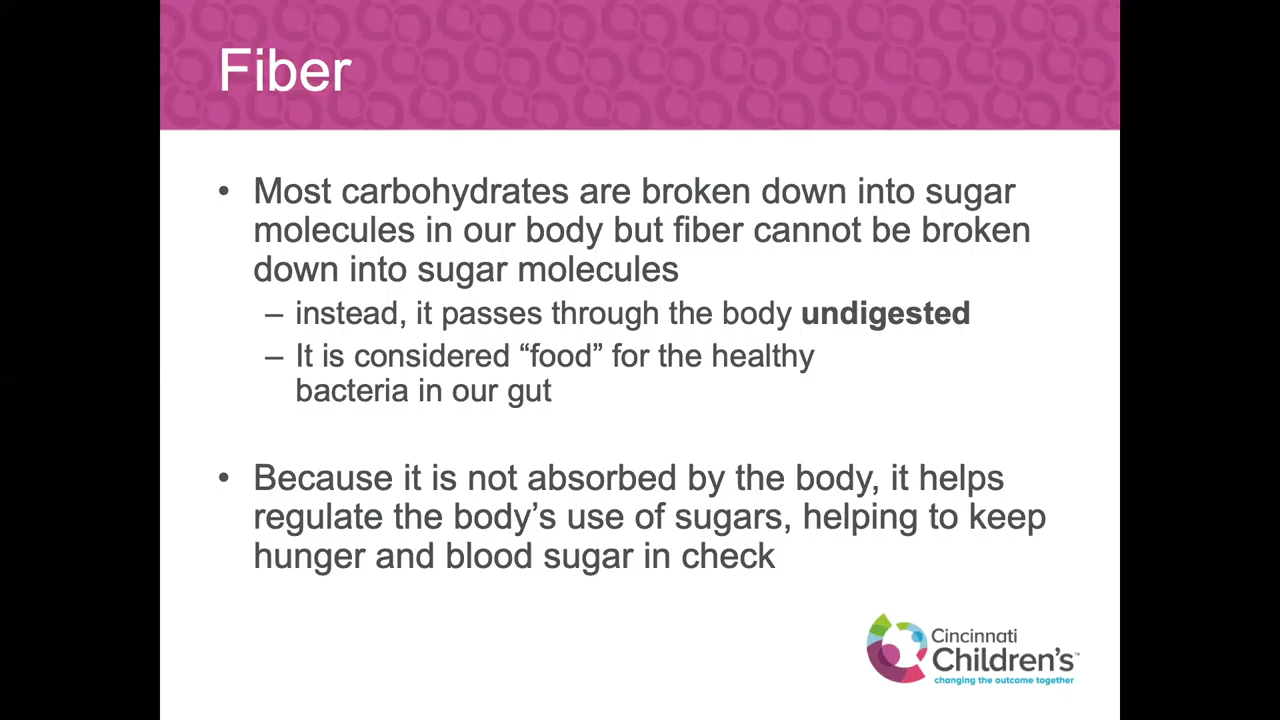 Fiber
• Most carbohydrates are broken down into sugar
molecules in our body but fiber cannot be broken
down into sugar molecules
– instead, it passes through the body undigested
– It is considered “food” for the healthy
bacteria in our gut
• Because it is not absorbed by the body, it helps
regulate the body’s use of sugars, helping to keep
hunger and blood sugar in check
Cincinnati
Children’s™
changing the outcome together